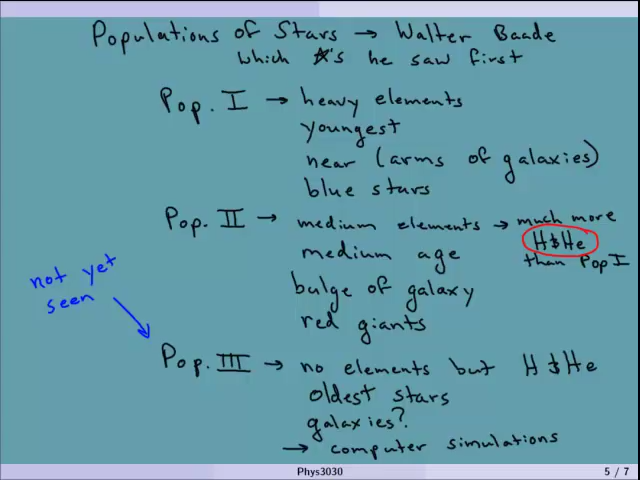 Populations of Stars → Walter Baade
which ☆'s he saw first
Pop. I → heavy elements
youngest
near (arms of galaxies)
blue stars
Pop. II → medium elements → much more
H & He
than Pop I
medium age
bulge of galaxy
red giants
not yet
seen
Pop. III → no elements but H & He
oldest stars
galaxies?
→ computer simulations
Phys3030
5 / 7